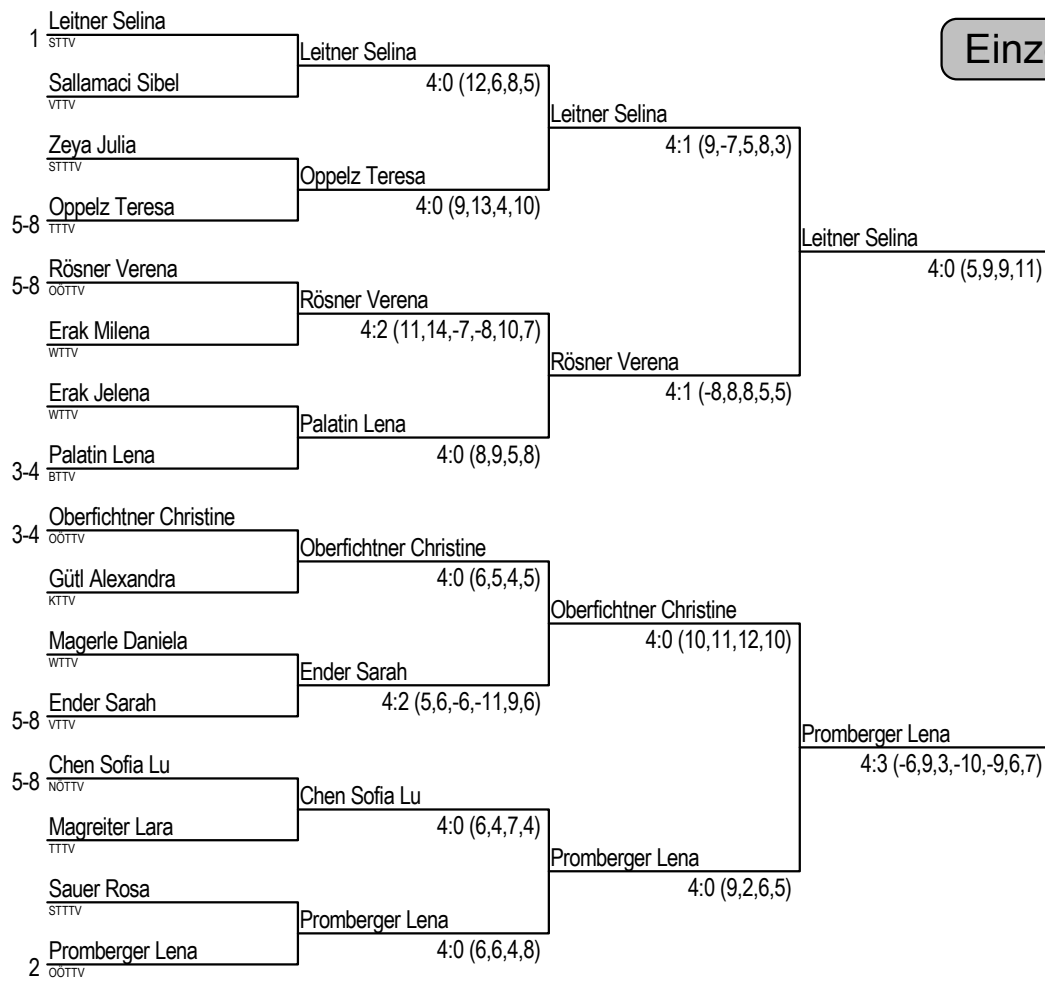 Leitner Selina
1
STTV
Leitner Selina
Einz
Sallamaci Sibel
4:0 (12,6,8,5)
VTTV
Leitner Selina
Zeya Julia
4:1 (9,-7,5,8,3)
STTTV
Oppelz Teresa
Oppelz Teresa
4:0 (9,13,4,10)
5-8
TTTV
Leitner Selina
Rösner Verena
4:0 (5,9,9,11)
5-8
OÖTTV
Rösner Verena
Erak Milena
4:2 (11,14,-7,-8,10,7)
WTTV
Rösner Verena
Erak Jelena
4:1 (-8,8,8,5,5)
WTTV
Palatin Lena
Palatin Lena
4:0 (8,9,5,8)
3-4
BTTV
Oberfichtner Christine
3-4
OÖTTV
Oberfichtner Christine
Gütl Alexandra
4:0 (6,5,4,5)
KTTV
Oberfichtner Christine
Magerle Daniela
4:0 (10,11,12,10)
WTTV
Ender Sarah
Ender Sarah
4:2 (5,6,-6,-11,9,6)
5-8
VTTV
Promberger Lena
Chen Sofia Lu
4:3 (-6,9,3,-10,-9,6,7)
5-8
NÖTTV
Chen Sofia Lu
Magreiter Lara
4:0 (6,4,7,4)
TTTV
Promberger Lena
Sauer Rosa
4:0 (9,2,6,5)
STTTV
Promberger Lena
Promberger Lena
4:0 (6,6,4,8)
2
OÖTTV